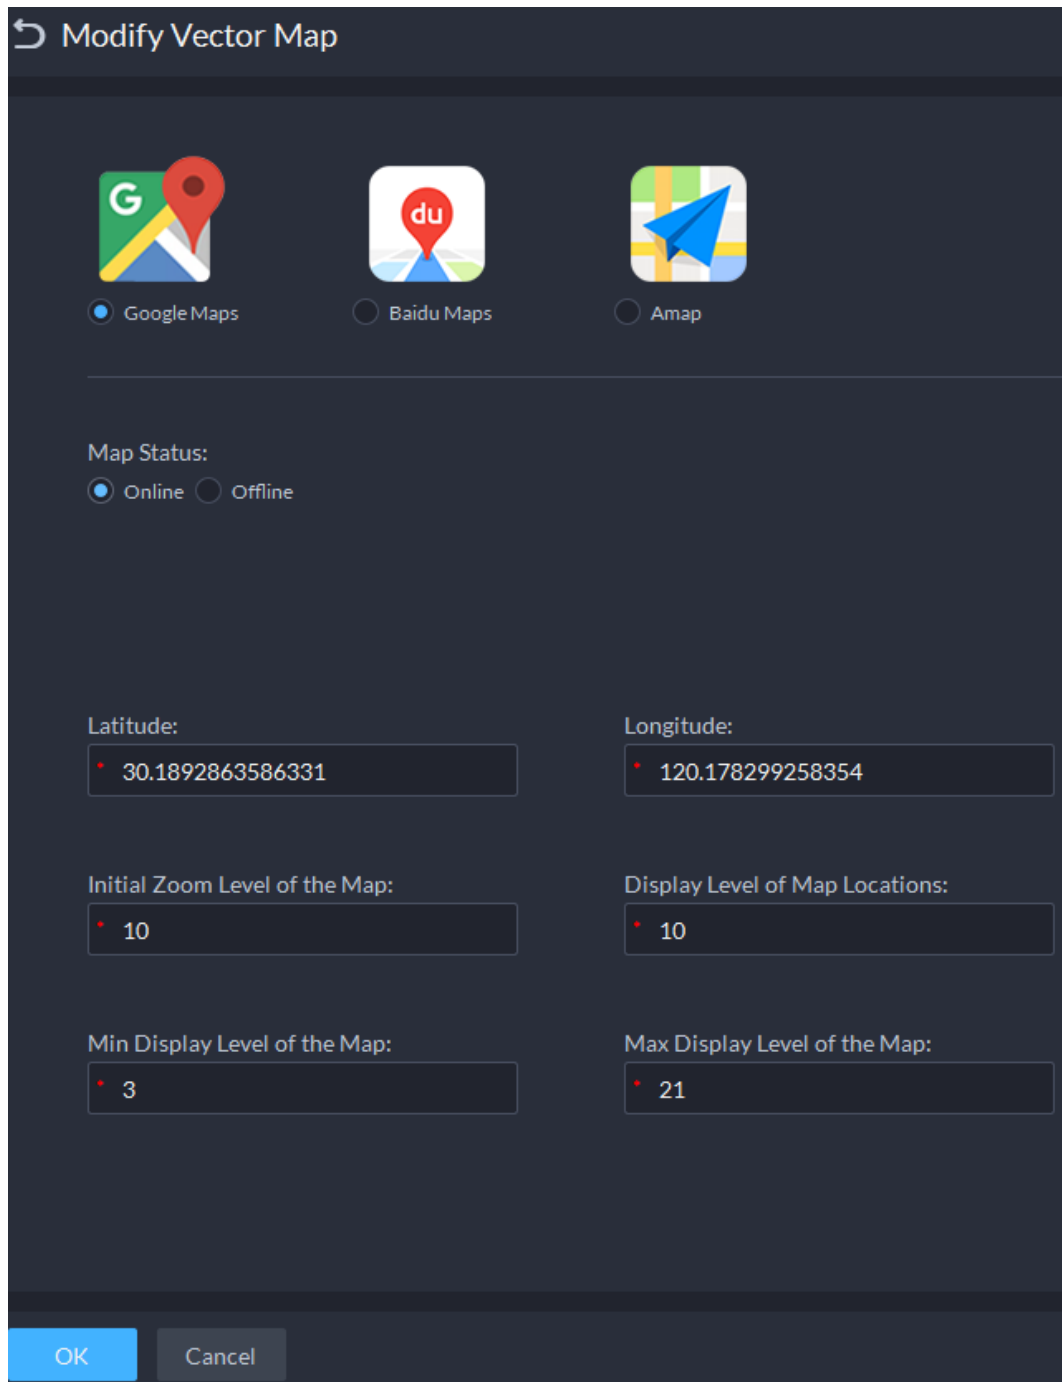 Modify Vector Map
G
du
Google Maps
Baidu Maps
Amap
Map Status:
Online
Offline
Latitude:
Longitude:
* 30.1892863586331
* 120.178299258354
Initial Zoom Level of the Map:
Display Level of Map Locations:
* 10
* 10
Min Display Level of the Map:
Max Display Level of the Map:
* 3
* 21
OK
Cancel